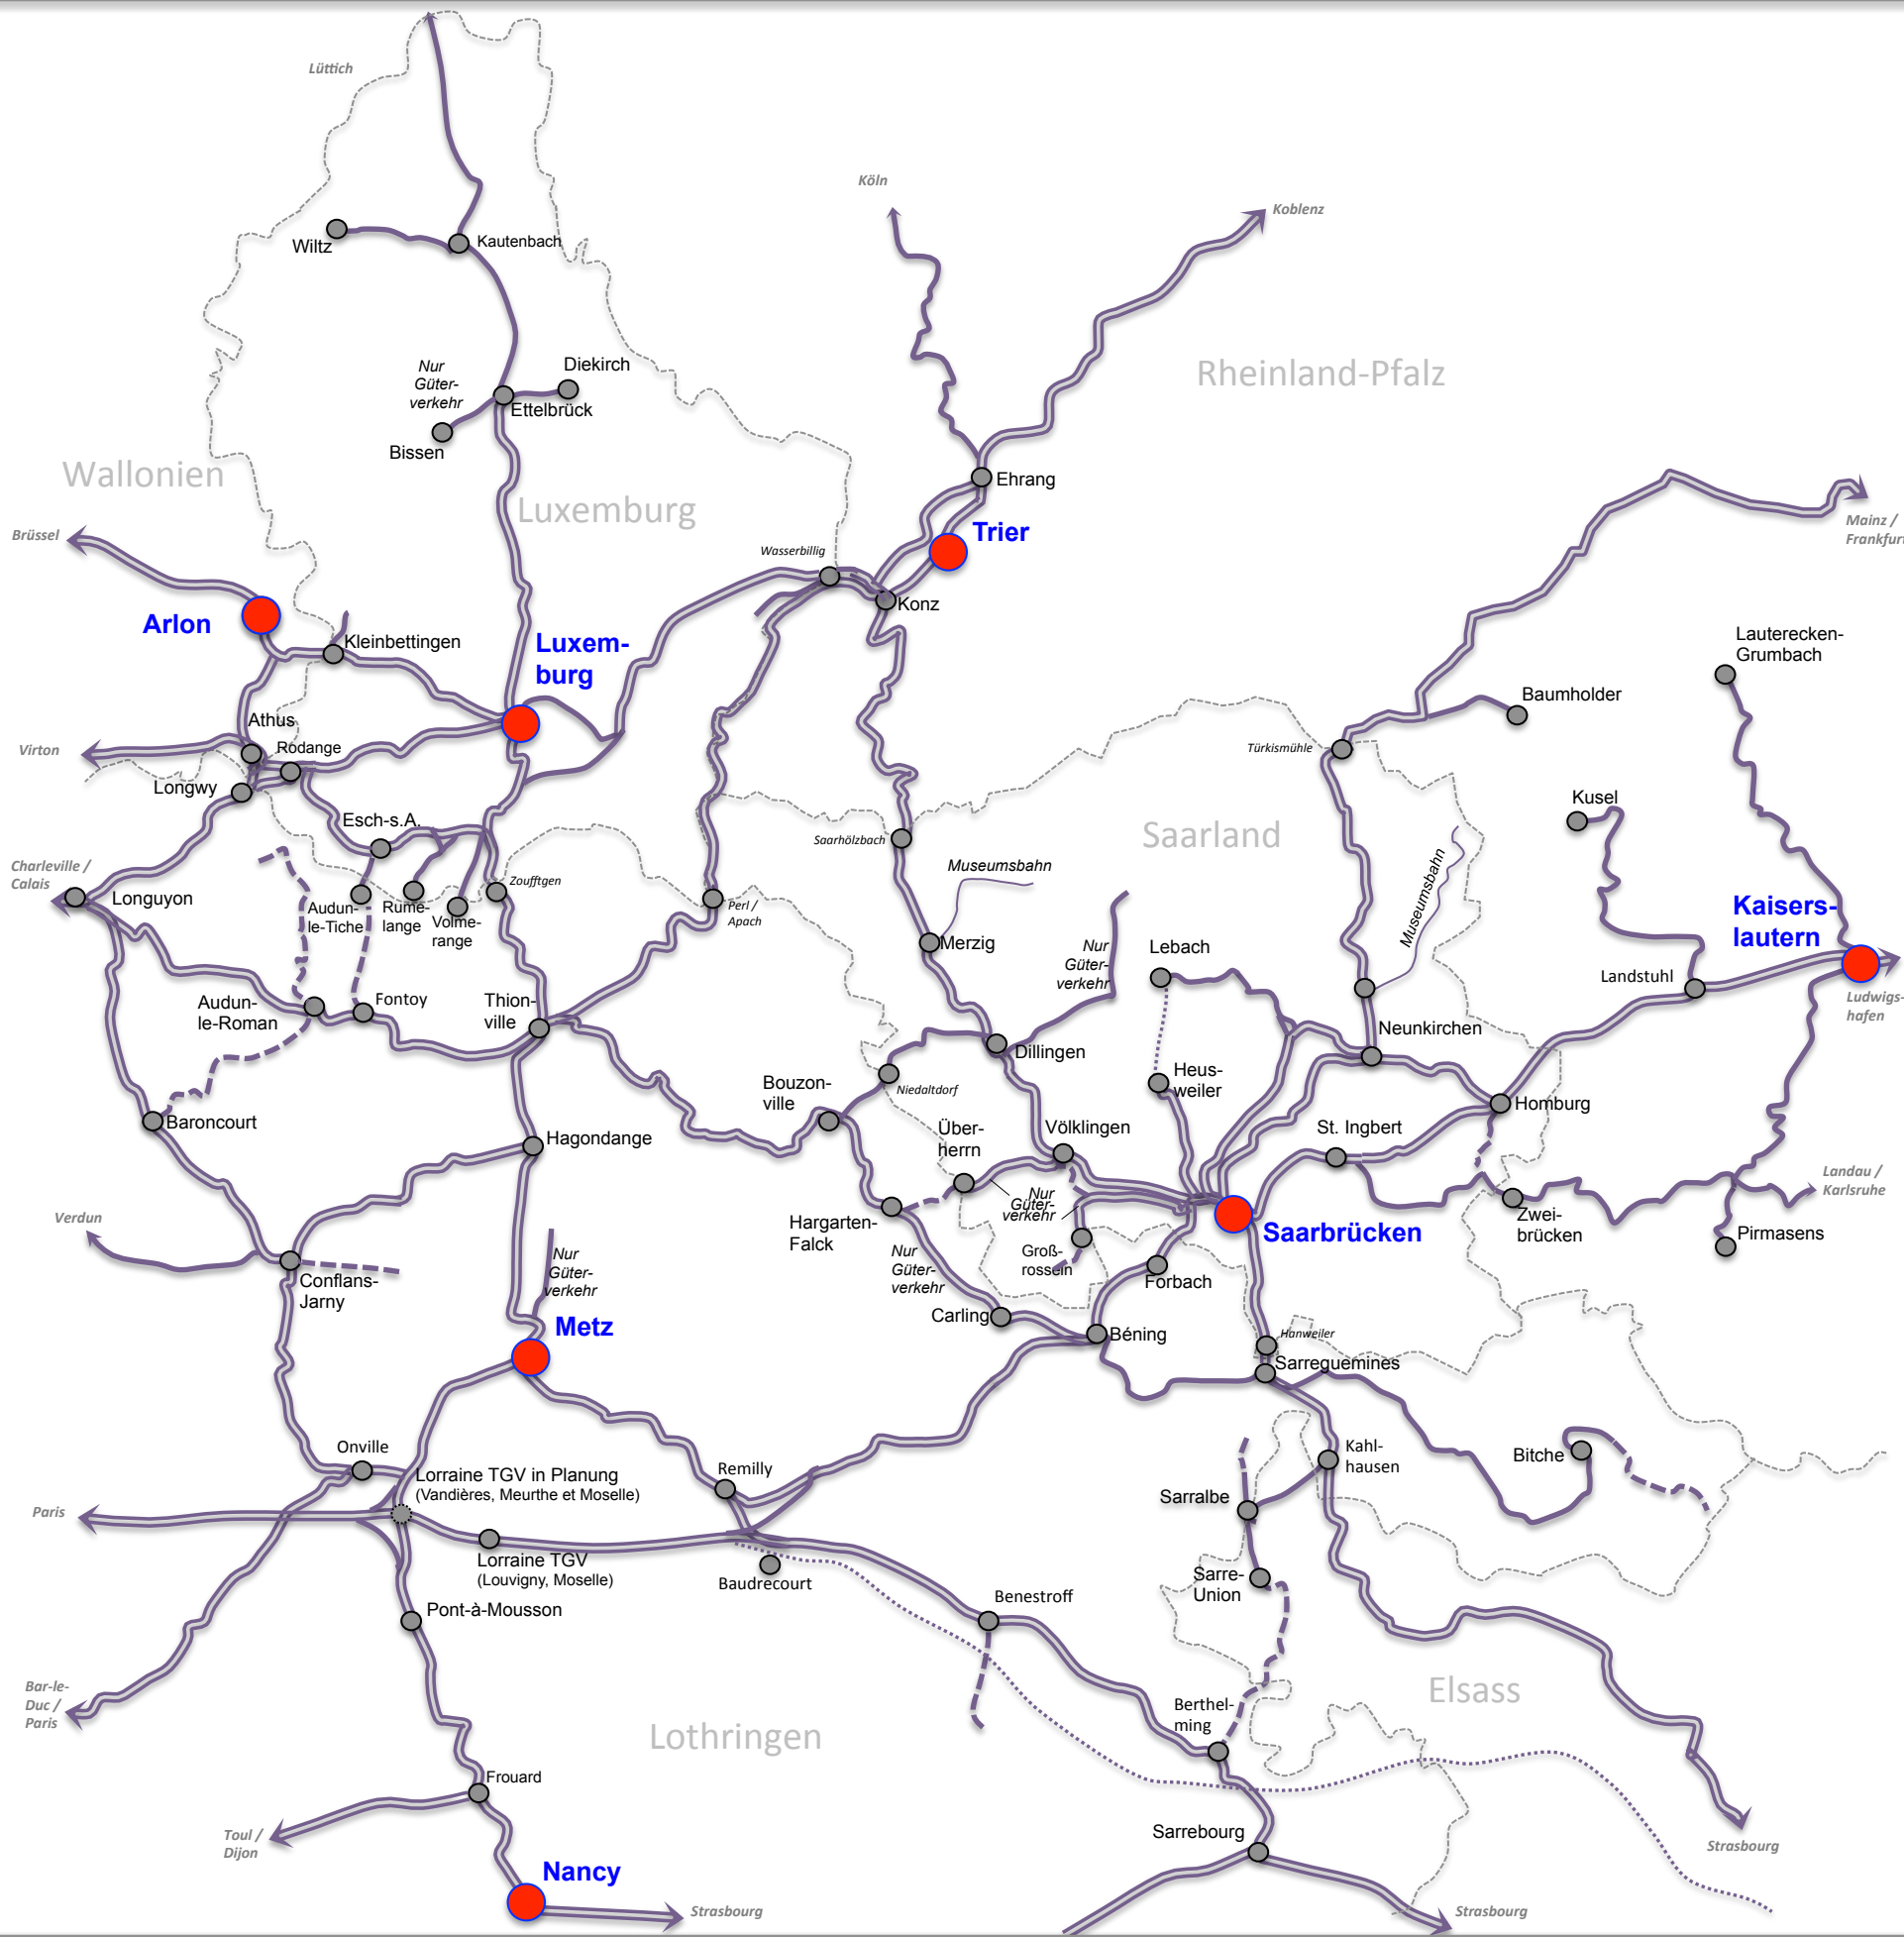 Lüttich
Köln
Koblenz
Wiltz
Kautenbach
Nur
Güter-
verkehr
Diekirch
Ettelbrück
Bissen
Rheinland-Pfalz
Wallonien
Luxemburg
Ehrang
Brüssel
Trier
Mainz /
Frankfurt
Wasserbillig
Konz
Arlon
Kleinbettingen
Luxem-
burg
Lauterecken-
Grumbach
Baumholder
Athus
Rodange
Virton
Türkismühle
Longwy
Kusel
Esch-s.A.
Saarland
Saarhölzbach
Charleville /
Calais
Museumsbahn
Museumsbahn
Longuyon
Zoufftgen
Audun-
le-Tiche
Rume-
lange
Volme-
range
Perl /
Apach
Kaisers-
lautern
Merzig
Nur
Güter-
verkehr
Lebach
Landstuhl
Ludwigs-
hafen
Audun-
le-Roman
Fontoy
Thion-
ville
Neunkirchen
Dillingen
Bouzon-
ville
Niedaltdorf
Heus-
weiler
Homburg
Baroncourt
Hagondange
Über-
herrn
Völklingen
St. Ingbert
Landau /
Karlsruhe
Nur
Güter-
verkehr
Verdun
Hargarten-
Falck
Saarbrücken
Zwei-
brücken
Pirmasens
Groß-
rosseln
Nur
Güter-
verkehr
Nur
Güter-
verkehr
Conflans-
Jarny
Forbach
Carling
Metz
Béning
Hanweiler
Sarreguemines
Onville
Kahl-
hausen
Bitche
Remilly
Lorraine TGV in Planung
(Vandières, Meurthe et Moselle)
Sarralbe
Paris
Lorraine TGV
(Louvigny, Moselle)
Baudrecourt
Sarre-
Union
Benestroff
Pont-à-Mousson
Bar-le-
Duc /
Paris
Elsass
Berthel-
ming
Lothringen
Frouard
Toul /
Dijon
Sarrebourg
Strasbourg
Nancy
Strasbourg
Strasbourg